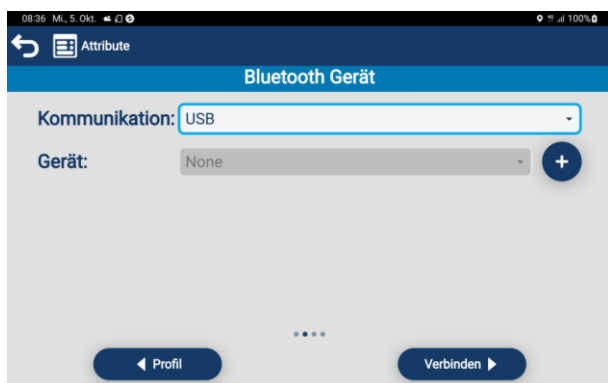 08:36 Mi., 5. Okt. 100%
Attribute
Bluetooth Gerät
Kommunikation: USB
Gerät: None +
Profil Verbinden